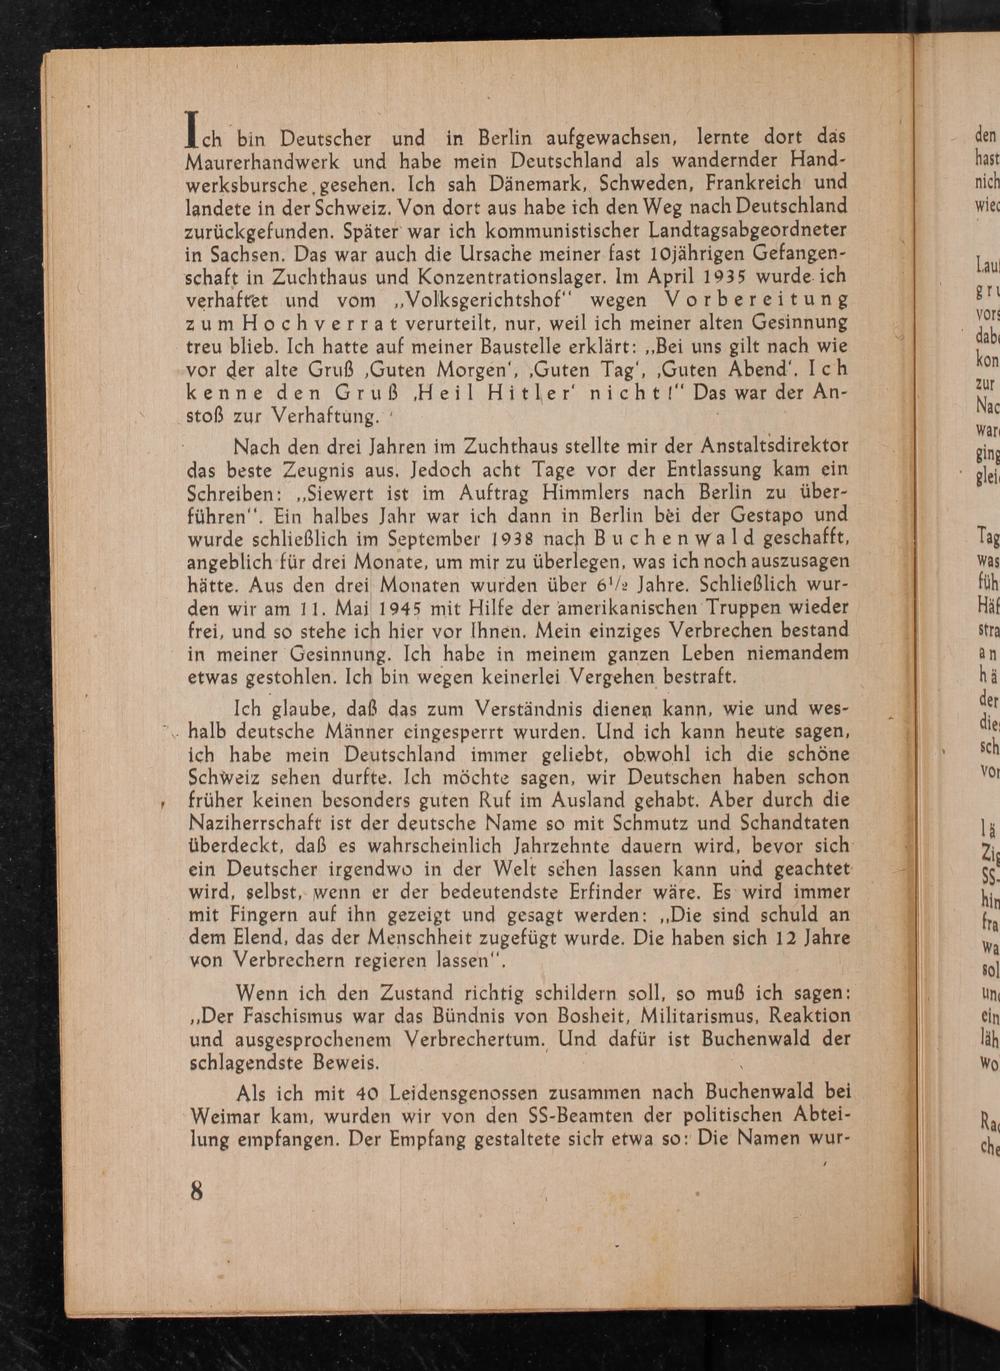 Ich bin Deutscher und in Berlin aufgewachsen, lernte dort das
Maurerhandwerk und habe mein Deutschland als wandernder Hand-
werksbursche gesehen. Ich sah Dänemark, Schweden, Frankreich und
landete in der Schweiz. Von dort aus habe ich den Weg nach Deutschland
zurückgefunden. Später war ich kommunistischer Landtagsabgeordneter
in Sachsen. Das war auch die Ursache meiner fast 10jährigen Gefangen-
schaft in Zuchthaus und Konzentrationslager. Im April 1935 wurde ich
verhaftet und vom „Volksgerichtshof" wegen Vorbereitung
zum Hochverrat verurteilt, nur, weil ich meiner alten Gesinnung
treu blieb. Ich hatte auf meiner Baustelle erklärt: „Bei uns gilt nach wie
vor der alte Gruß ‚Guten Morgen', ‚Guten Tag', ‚Guten Abend'. Ich
kenne den Gruß ‚Heil Hitler' nicht!" Das war der An-
stoß zur Verhaftung.
Nach den drei Jahren im Zuchthaus stellte mir der Anstaltsdirektor
das beste Zeugnis aus. Jedoch acht Tage vor der Entlassung kam ein
Schreiben: „Siewert ist im Auftrag Himmlers nach Berlin zu über-
führen". Ein halbes Jahr war ich dann in Berlin bei der Gestapo und
wurde schließlich im September 1938 nach Buchenwald geschafft,
angeblich für drei Monate, um mir zu überlegen, was ich noch auszusagen
hätte. Aus den drei Monaten wurden über 6½ Jahre. Schließlich wur-
den wir am 11. Mai 1945 mit Hilfe der amerikanischen Truppen wieder
frei, und so stehe ich hier vor Ihnen. Mein einziges Verbrechen bestand
in meiner Gesinnung. Ich habe in meinem ganzen Leben niemandem
etwas gestohlen. Ich bin wegen keinerlei Vergehen bestraft.
Ich glaube, daß das zum Verständnis dienen kann, wie und wes-
halb deutsche Männer eingesperrt wurden. Und ich kann heute sagen,
ich habe mein Deutschland immer geliebt, obwohl ich die schöne
Schweiz sehen durfte. Ich möchte sagen, wir Deutschen haben schon
früher keinen besonders guten Ruf im Ausland gehabt. Aber durch die
Naziherrschaft ist der deutsche Name so mit Schmutz und Schandtaten
überdeckt, daß es wahrscheinlich Jahrzehnte dauern wird, bevor sich
ein Deutscher irgendwo in der Welt sehen lassen kann und geachtet
wird, selbst, wenn er der bedeutendste Erfinder wäre. Es wird immer
mit Fingern auf ihn gezeigt und gesagt werden: „Die sind schuld an
dem Elend, das der Menschheit zugefügt wurde. Die haben sich 12 Jahre
von Verbrechern regieren lassen".
Wenn ich den Zustand richtig schildern soll, so muß ich sagen:
„Der Faschismus war das Bündnis von Bosheit, Militarismus, Reaktion
und ausgesprochenem Verbrechertum. Und dafür ist Buchenwald der
schlagendste Beweis.
Als ich mit 40 Leidensgenossen zusammen nach Buchenwald bei
Weimar kam, wurden wir von den SS-Beamten der politischen Abtei-
lung empfangen. Der Empfang gestaltete sich etwa so: Die Namen wur-
8